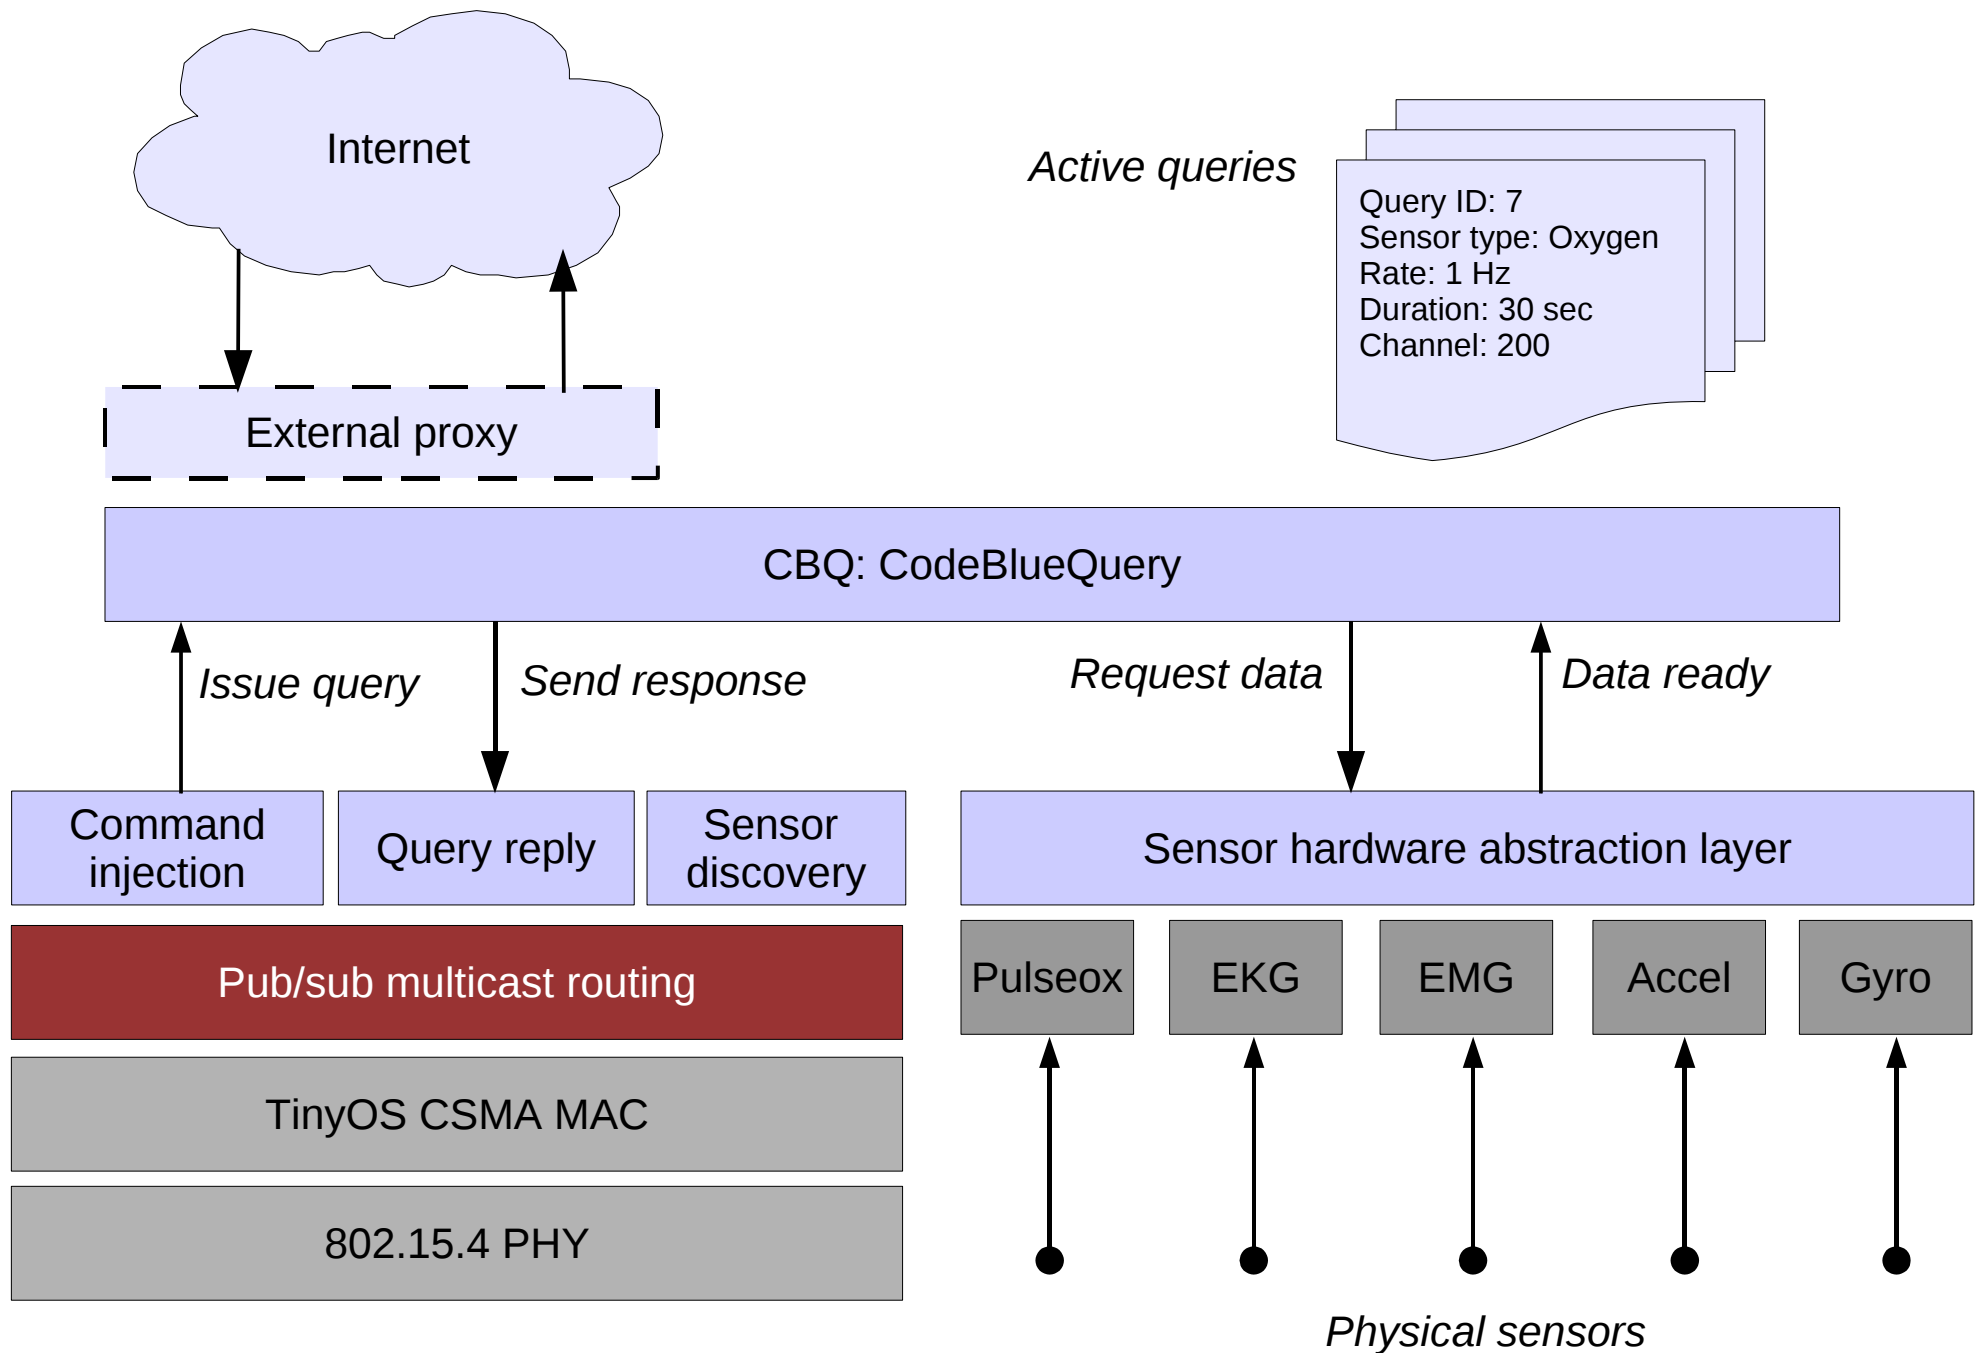 Internet
Active queries
Query ID: 7
Sensor type: Oxygen
Rate: 1 Hz
Duration: 30 sec
Channel: 200
External proxy
CBQ: CodeBlueQuery
Issue query
Send response
Request data
Data ready
Command
injection
Query reply
Sensor
discovery
Sensor hardware abstraction layer
Pub/sub multicast routing
Pulseox
EKG
EMG
Accel
Gyro
TinyOS CSMA MAC
802.15.4 PHY
Physical sensors